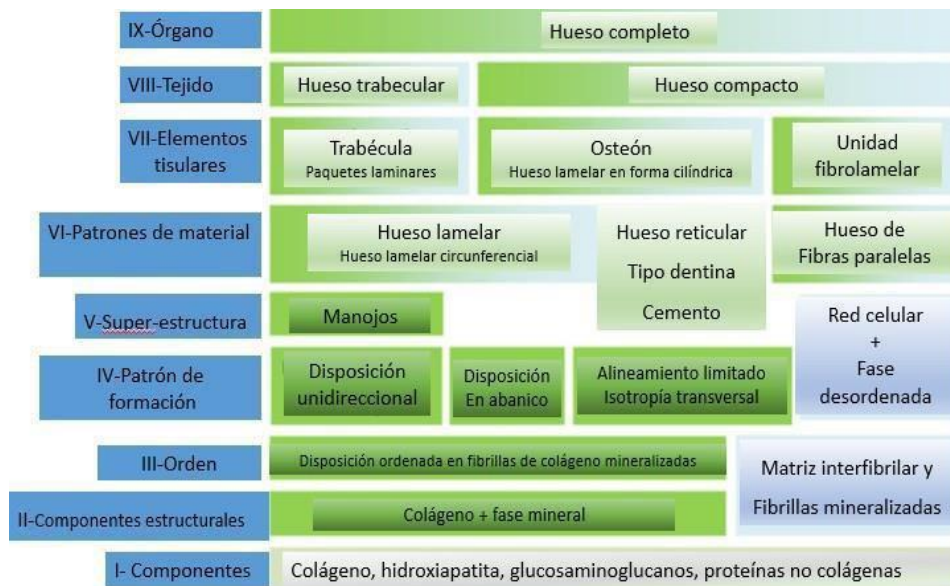 IX-Órgano
Hueso completo
VIII-Tejido
Hueso trabecular
Hueso compacto
VII-Elementos
tisulares
Trabécula
Paquetes laminares
Osteón
Hueso lamelar en forma cilíndrica
Unidad
fibrolamelar
VI-Patrones de material
Hueso lamelar
Hueso lamelar circunferencial
Hueso reticular
Tipo dentina
Cemento
Hueso de
Fibras paralelas
V-Super-estructura
Manojos
Red celular
+
Fase
desordenada
IV-Patrón de
formación
Disposición
unidireccional
Disposición
En abanico
Alineamiento limitado
Isotropía transversal
III-Orden
Disposición ordenada en fibrillas de colágeno mineralizadas
Matriz interfibrilar y
Fibrillas mineralizadas
II-Componentes estructurales
Colágeno + fase mineral
I- Componentes
Colágeno, hidroxiapatita, glucosaminoglucanos, proteínas no colágenas